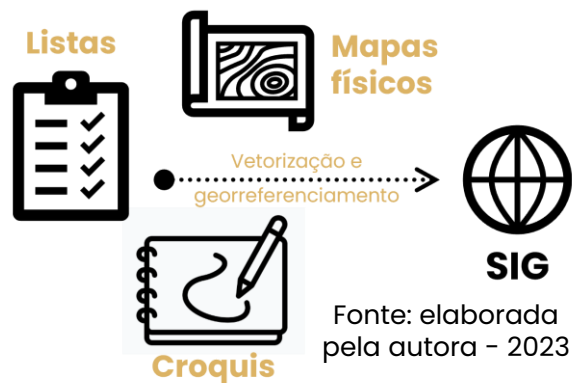 Listas
Mapas
físicos
Vetorização e
georreferenciamento
SIG
Croquis
Fonte: elaborada
pela autora - 2023